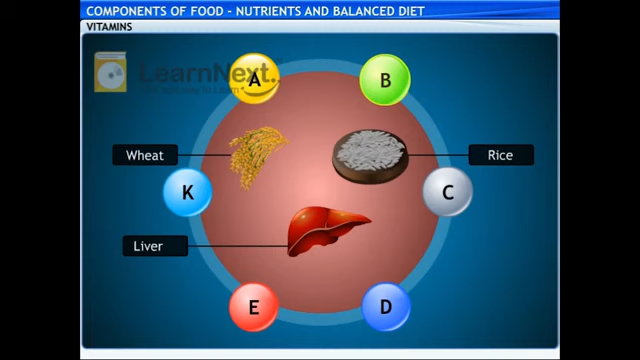 COMPONENTS OF FOOD - NUTRIENTS AND BALANCED DIET
VITAMINS
LearnNext.
A
B
Wheat
Rice
K
C
Liver
E
D